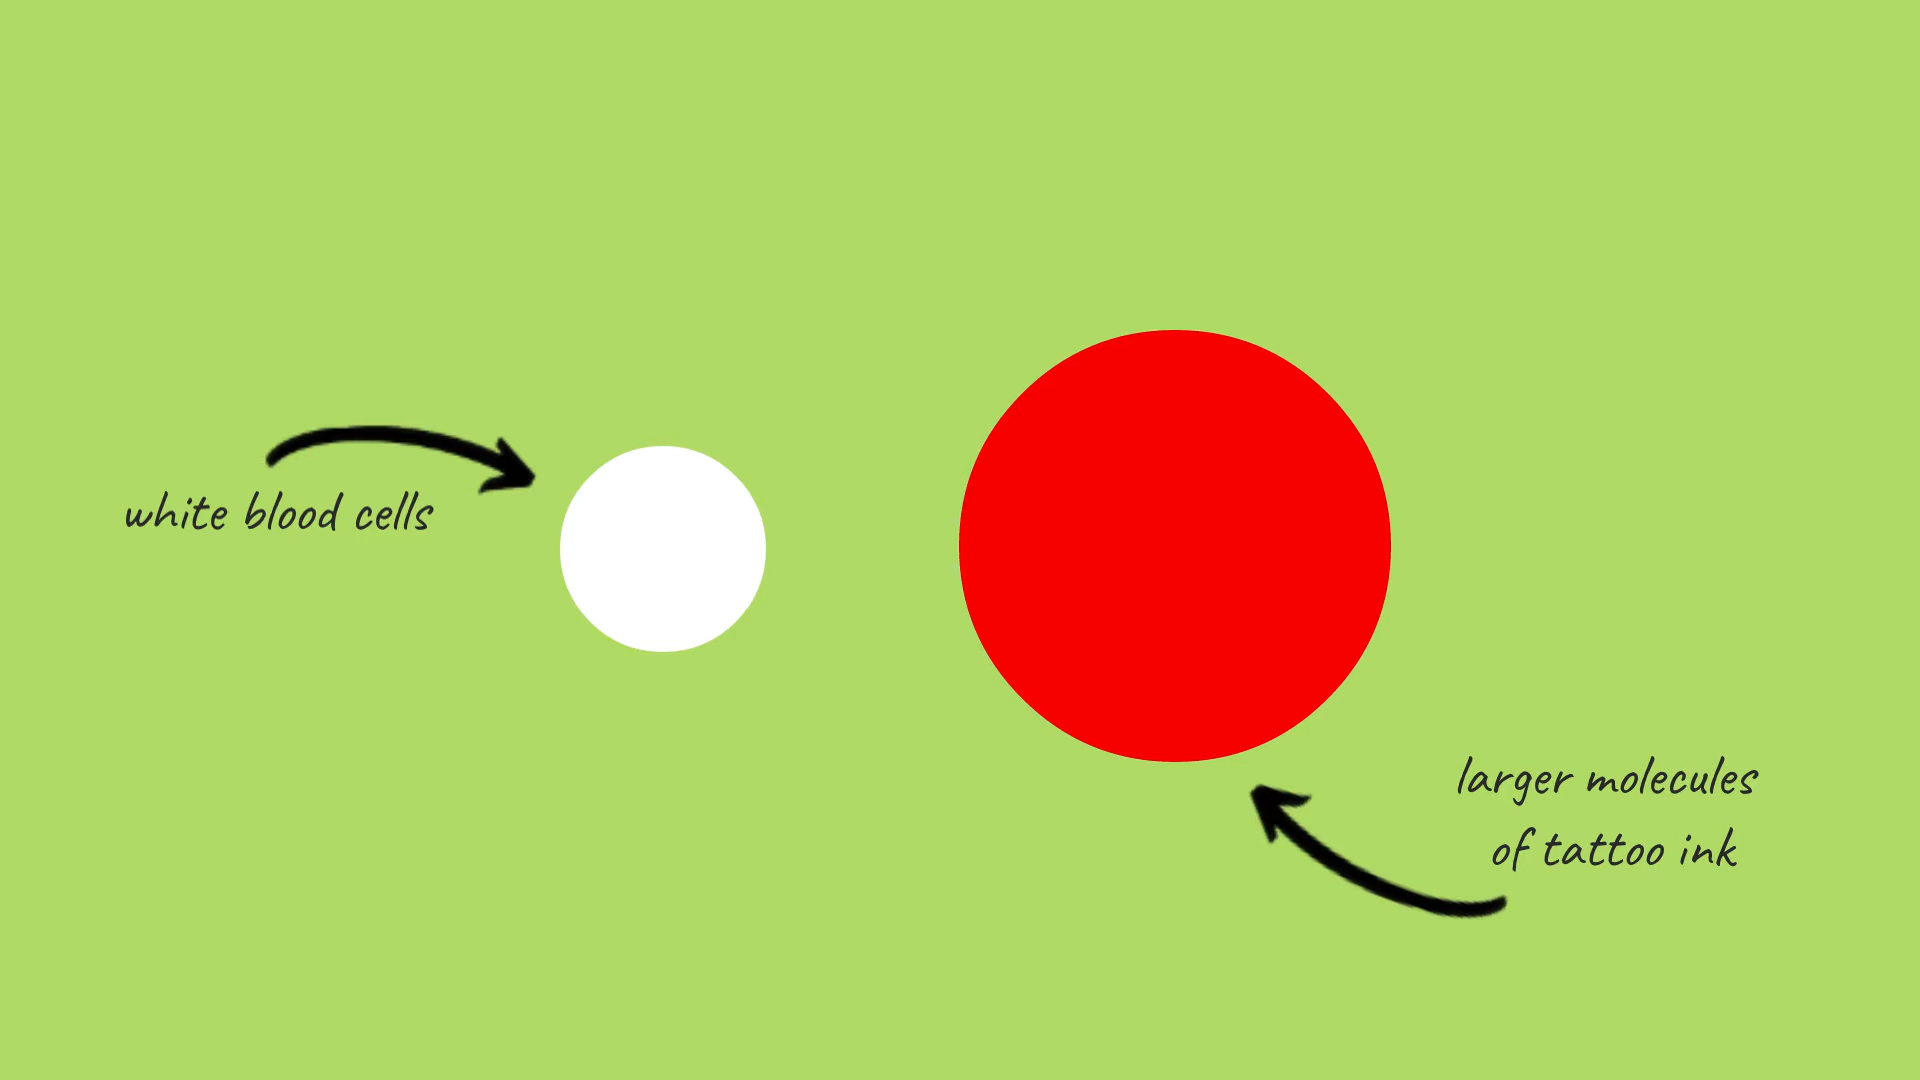 white blood cells
larger molecules
of tattoo ink